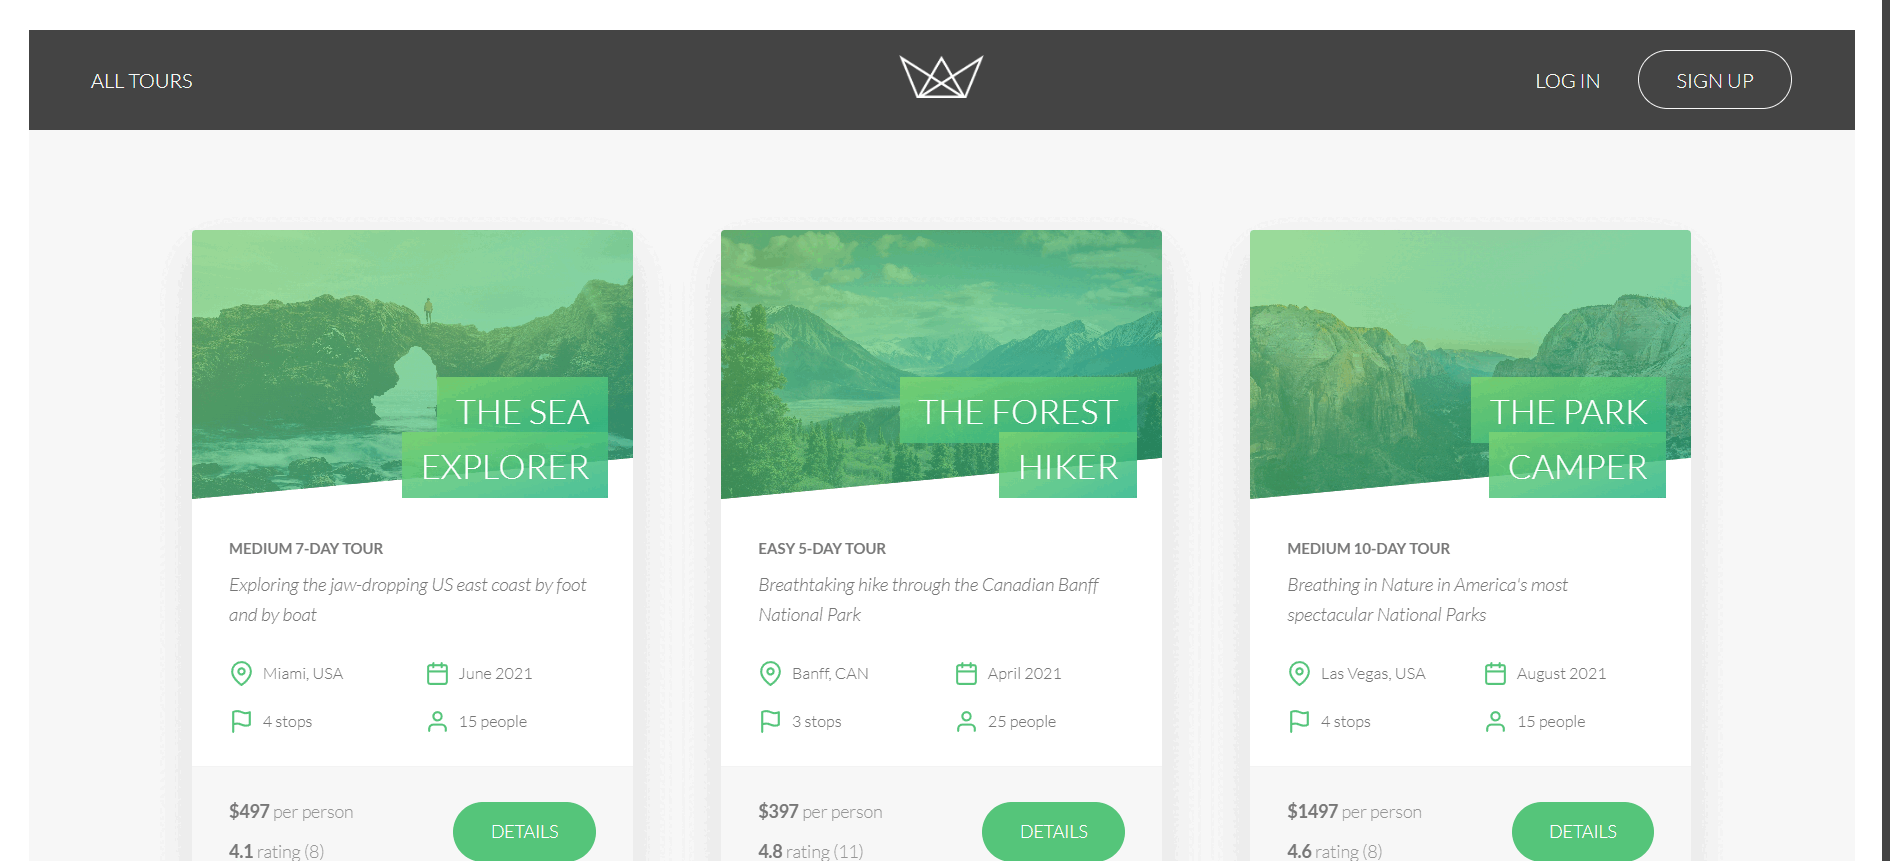 ALL TOURS
LOG IN
SIGN UP
THE SEA
EXPLORER
MEDIUM 7-DAY TOUR
Exploring the jaw-dropping US east coast by foot
and by boat
Miami, USA
June 2021
4 stops
15 people
$497 per person
4.1 rating (8)
DETAILS
THE FOREST
HIKER
EASY 5-DAY TOUR
Breathtaking hike through the Canadian Banff
National Park
Banff, CAN
April 2021
3 stops
25 people
$397 per person
4.8 rating (11)
DETAILS
THE PARK
CAMPER
MEDIUM 10-DAY TOUR
Breathing in Nature in America's most
spectacular National Parks
Las Vegas, USA
August 2021
4 stops
15 people
$1497 per person
4.6 rating (8)
DETAILS